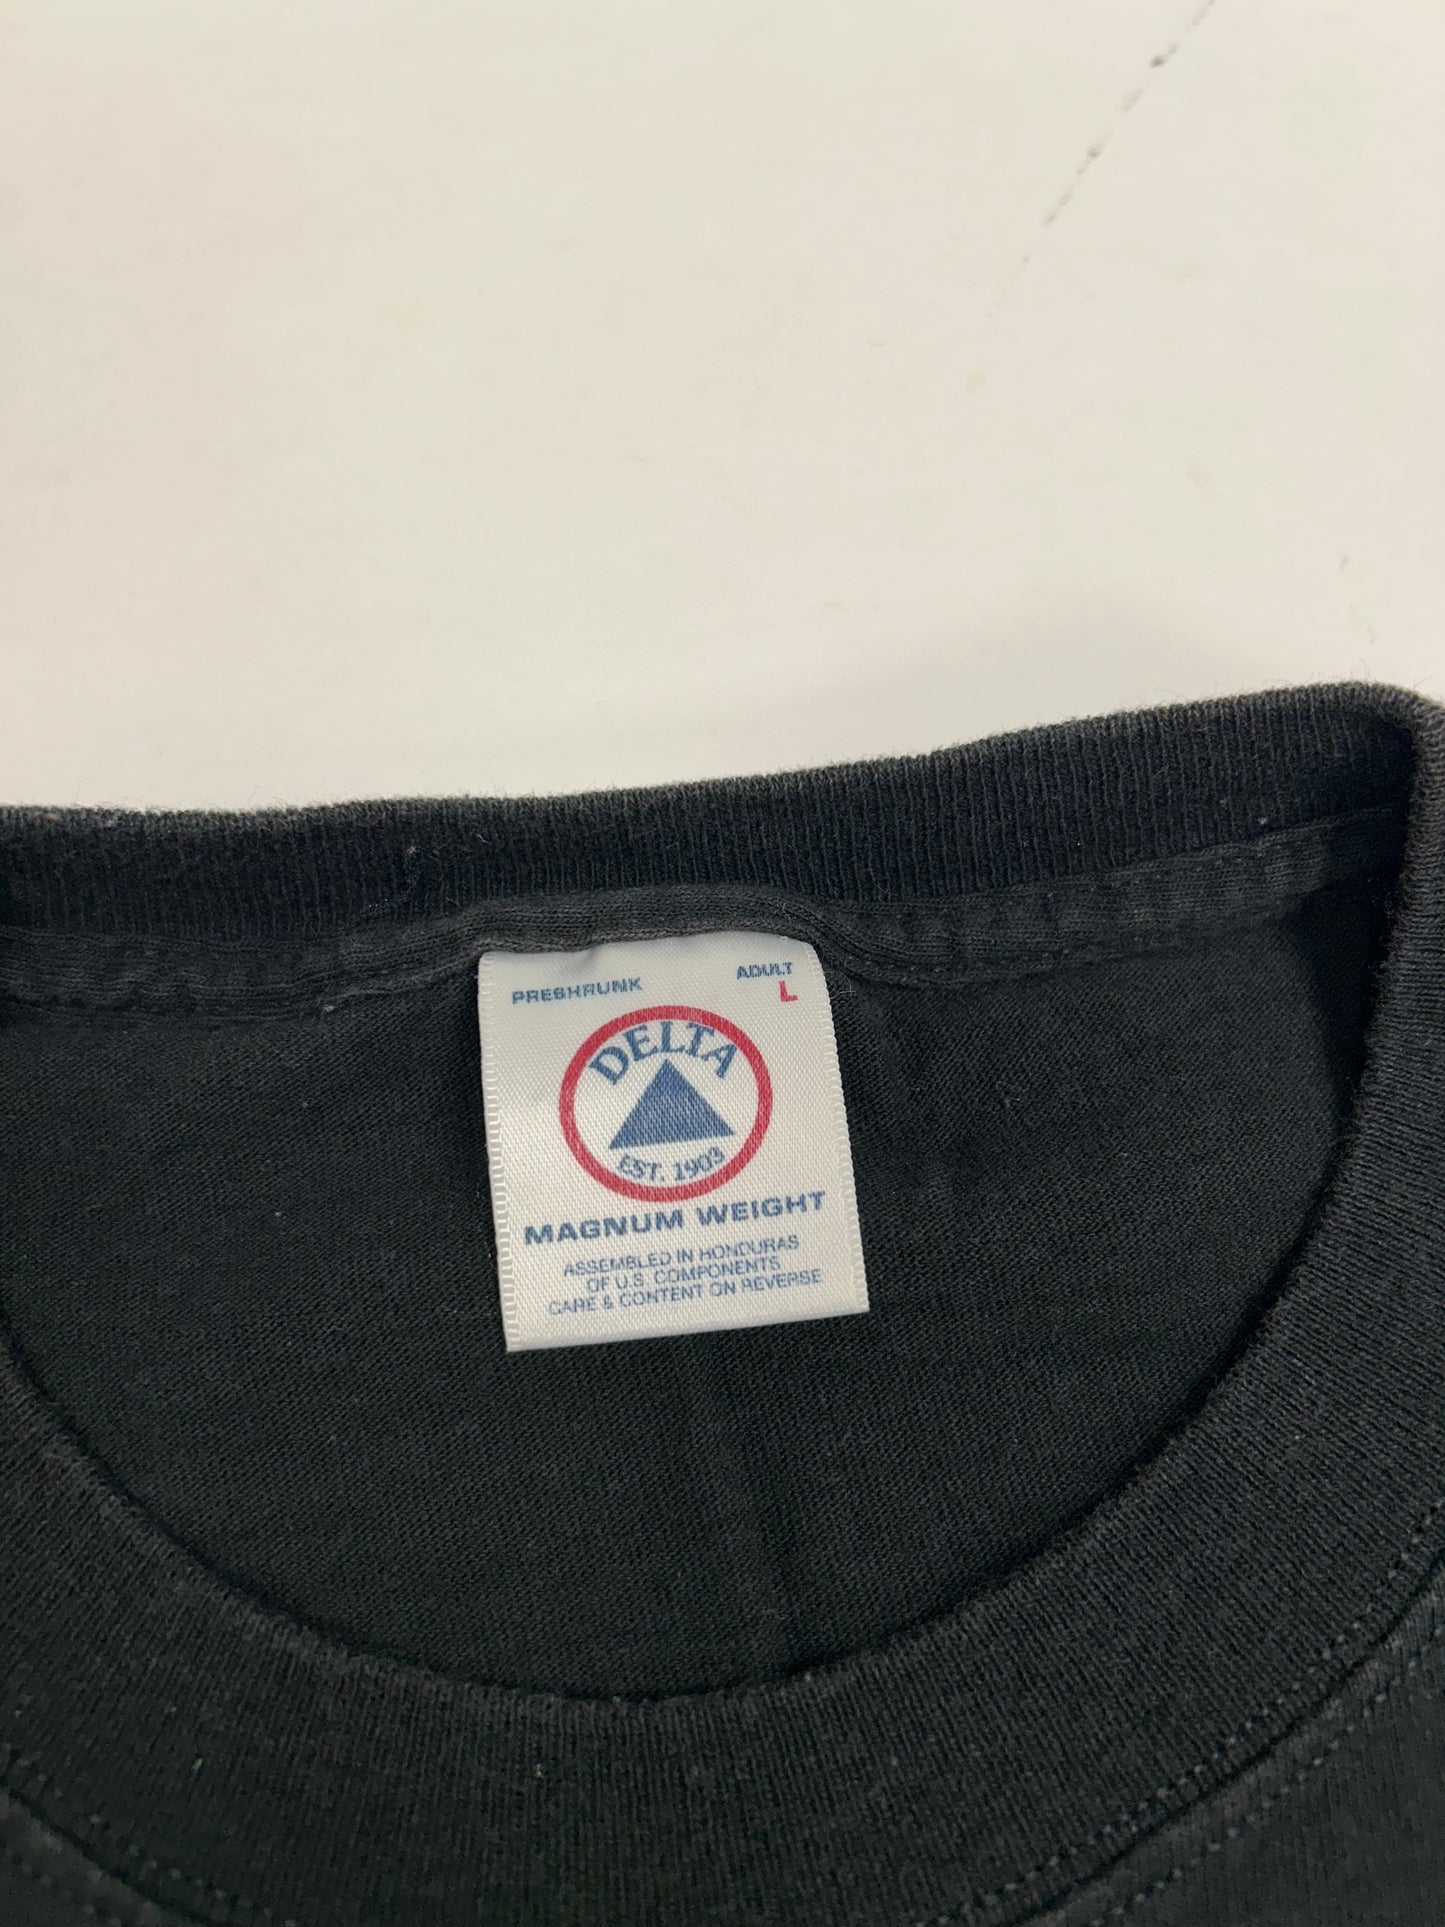 PRESHRUNK
ADULT
L
DELTA
EST. 1903
MAGNUM WEIGHT
ASSEMBLED IN HONDURAS
OF U.S. COMPONENTS
CARE & CONTENT ON REVERSE